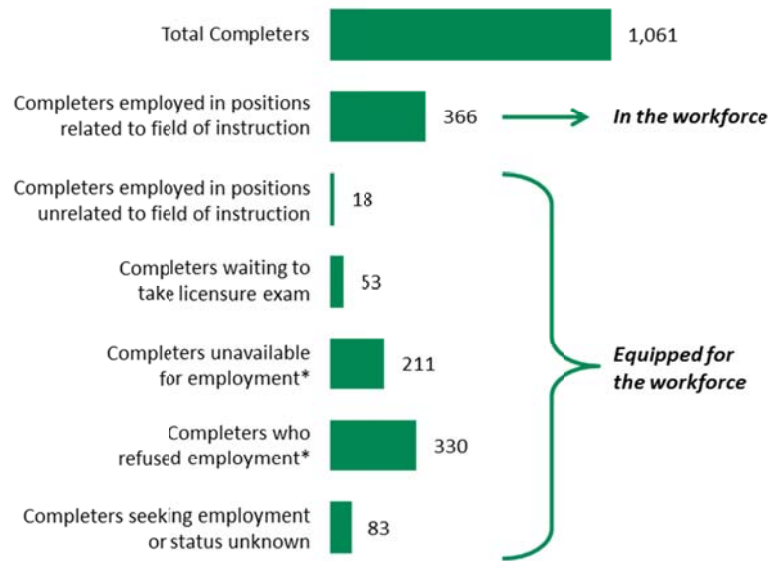 Total Completers
1,061
Completers employed in positions
related to field of instruction
366
In the workforce
Completers employed in positions
unrelated to field of instruction
18
Completers waiting to
take licensure exam
53
Completers unavailable
for employment*
211
Equipped for
the workforce
Completers who
refused employment*
330
Completers seeking employment
or status unknown
83